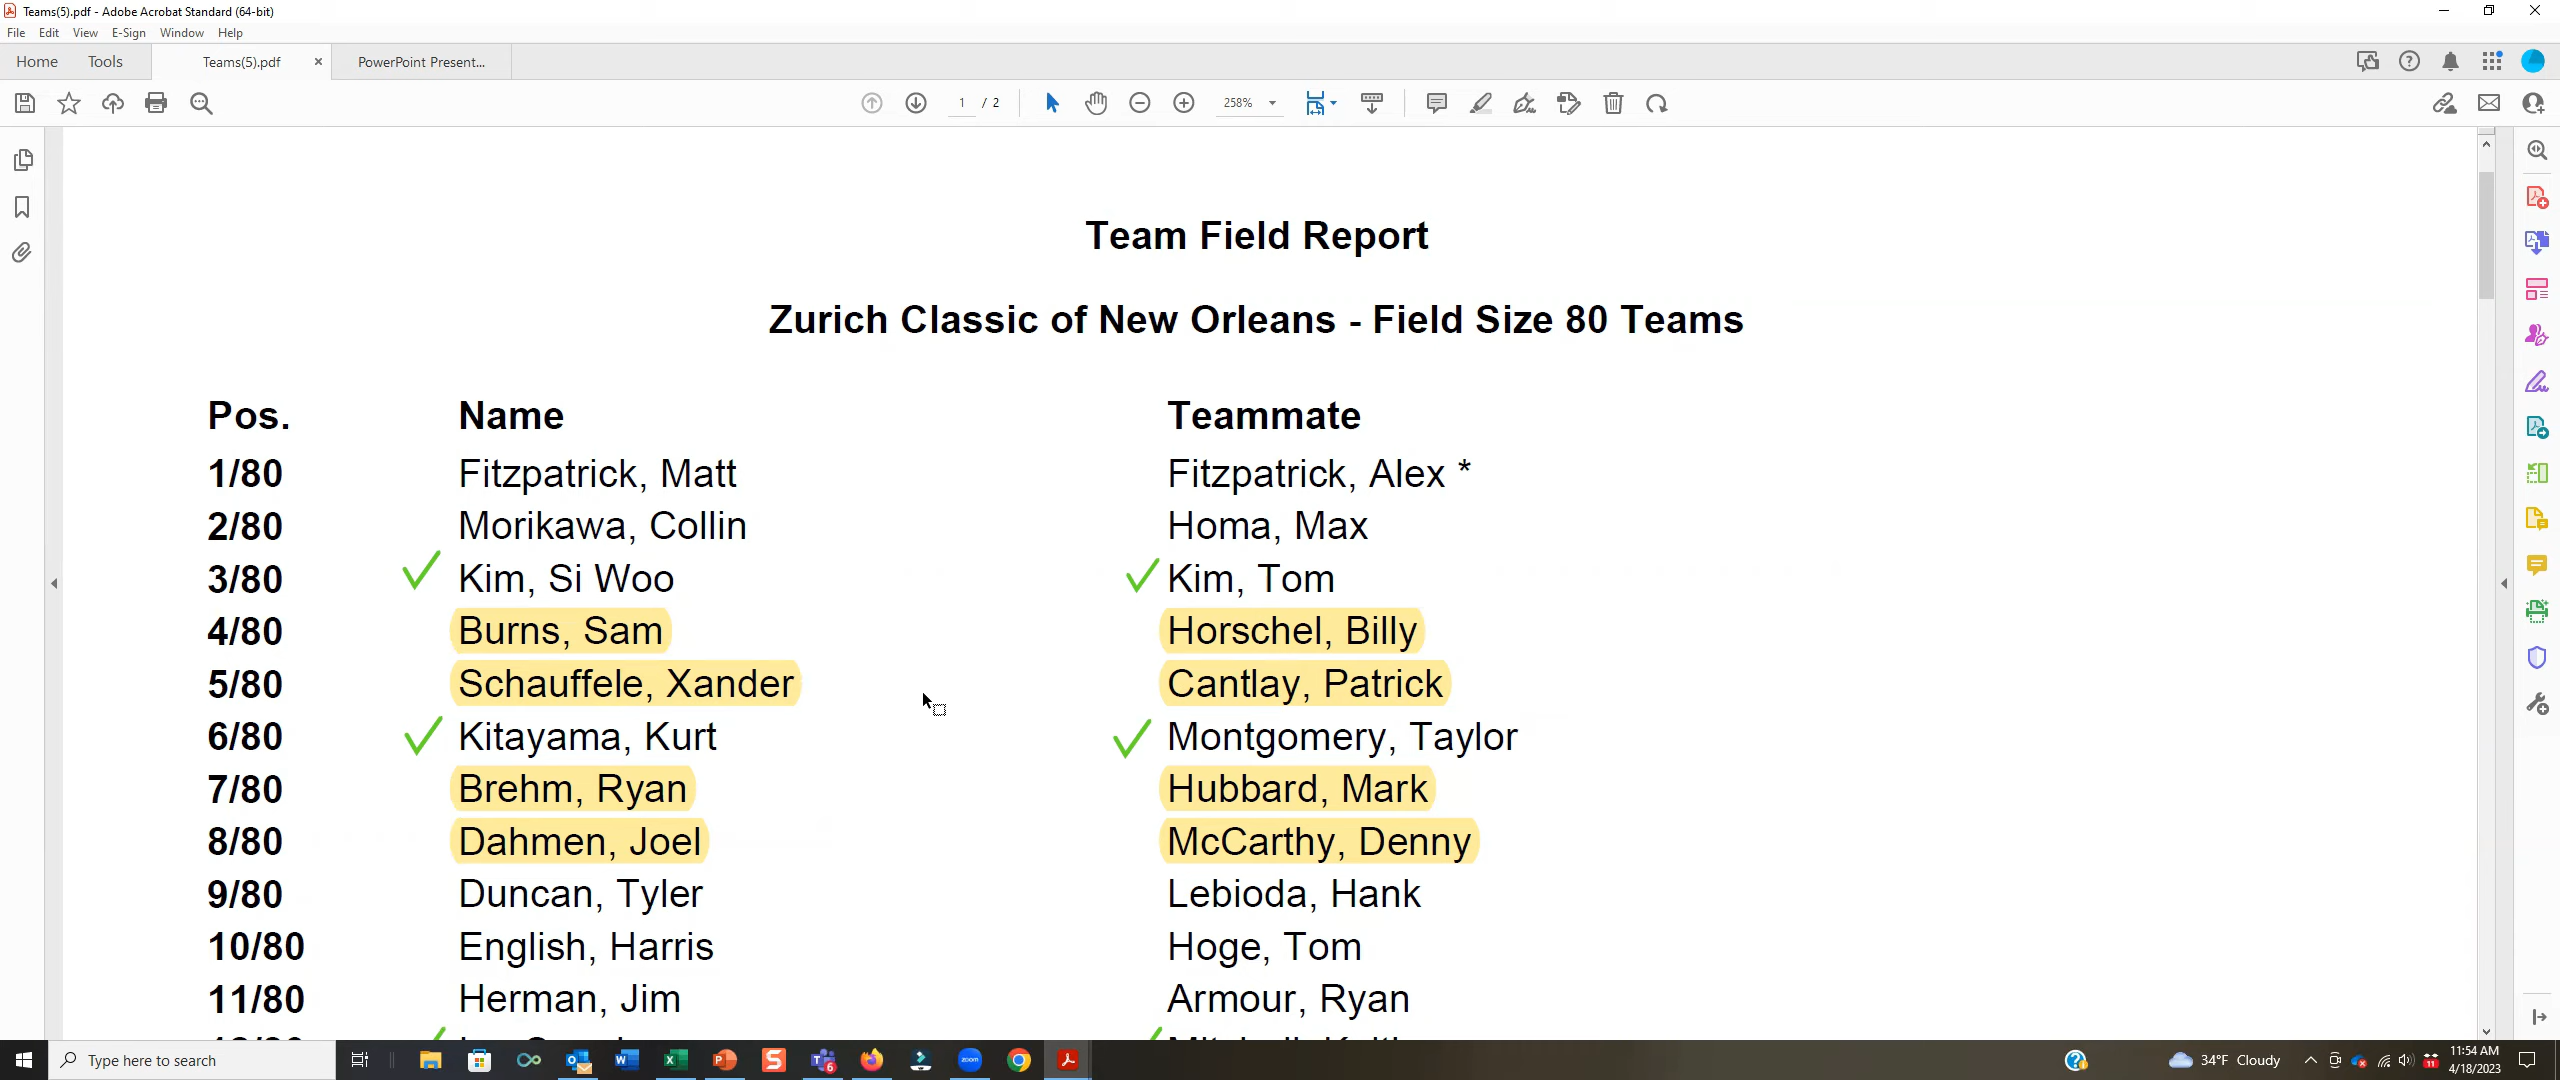 Teams(5).pdf - Adobe Acrobat Standard (64-bit)
File Edit View E-Sign Window Help
Home Tools Teams(5).pdf × PowerPoint Present...
1 / 2 258%
Team Field Report
Zurich Classic of New Orleans - Field Size 80 Teams
Pos. Name Teammate
1/80 Fitzpatrick, Matt Fitzpatrick, Alex *
2/80 Morikawa, Collin Homa, Max
3/80 Kim, Si Woo Kim, Tom
4/80 Burns, Sam Horschel, Billy
5/80 Schauffele, Xander Cantlay, Patrick
6/80 Kitayama, Kurt Montgomery, Taylor
7/80 Brehm, Ryan Hubbard, Mark
8/80 Dahmen, Joel McCarthy, Denny
9/80 Duncan, Tyler Lebioda, Hank
10/80 English, Harris Hoge, Tom
11/80 Herman, Jim Armour, Ryan
Type here to search
34°F Cloudy
11:54 AM
4/18/2023